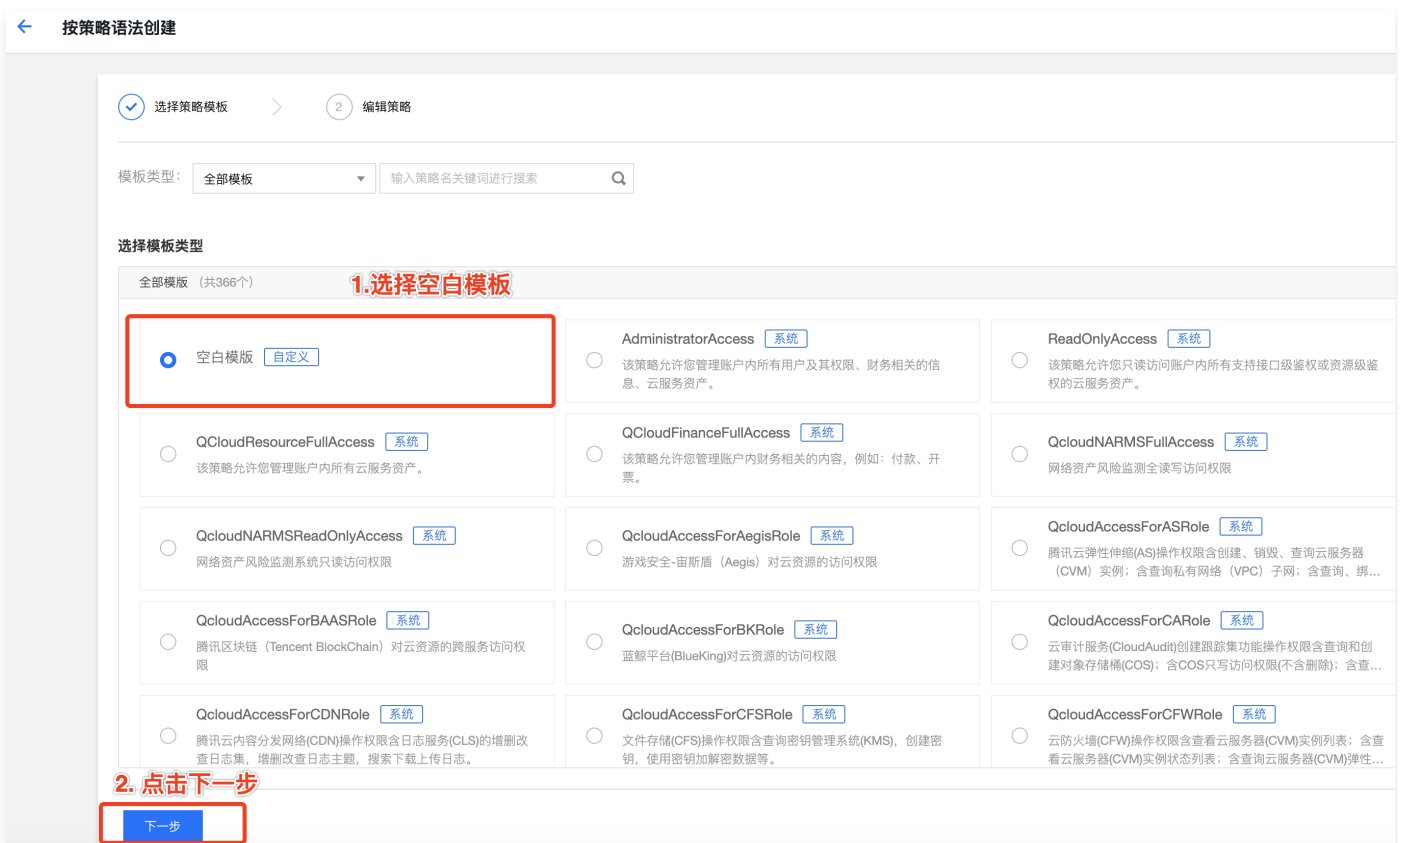 按策略语法创建
选择策略模板
2 编辑策略
模板类型: 全部模板 输入策略名关键词进行搜索
选择模板类型
全部模版 (共366个)
1.选择空白模板
空白模版 自定义
AdministratorAccess 系统
该策略允许您管理账户内所有用户及其权限、财务相关的信
息、云服务资产。
ReadOnlyAccess 系统
该策略允许您只读访问账户内所有支持接口级鉴权或资源级鉴
权的云服务资产。
QCloudResourceFullAccess 系统
该策略允许您管理账户内所有云服务资产。
QCloudFinanceFullAccess 系统
该策略允许您管理账户内财务相关的内容，例如：付款、开
票。
QcloudNARMSFullAccess 系统
网络资产风险监测全读写访问权限
QcloudNARMSReadOnlyAccess 系统
网络资产风险监测系统只读访问权限
QcloudAccessForAegisRole 系统
游戏安全-宙斯盾（Aegis）对云资源的访问权限
QcloudAccessForASRole 系统
腾讯云弹性伸缩(AS)操作权限含创建、销毁、查询云服务器
（CVM）实例；含查询私有网络（VPC）子网；含查询、绑...
QcloudAccessForBAASRole 系统
腾讯区块链（Tencent BlockChain）对云资源的跨服务访问权
限
QcloudAccessForBKRole 系统
蓝鲸平台(BlueKing)对云资源的访问权限
QcloudAccessForCARole 系统
云审计服务(CloudAudit)创建跟踪集功能操作权限含查询和创
建对象存储桶(COS)；含COS只写访问权限(不含删除)；含查...
QcloudAccessForCDNRole 系统
腾讯云内容分发网络(CDN)操作权限含日志服务(CLS)的增删改
查日志集，增删改查日志主题，搜索下载上传日志。
QcloudAccessForCFSRole 系统
文件存储(CFS)操作权限含查询密钥管理系统(KMS)，创建密
钥，使用密钥加解密数据等。
QcloudAccessForCFWRole 系统
云防火墙(CFW)操作权限含查看云服务器(CVM)实例列表；含查
看云服务器(CVM)实例状态列表；含查询云服务器(CVM)弹性...
2. 点击下一步
下一步